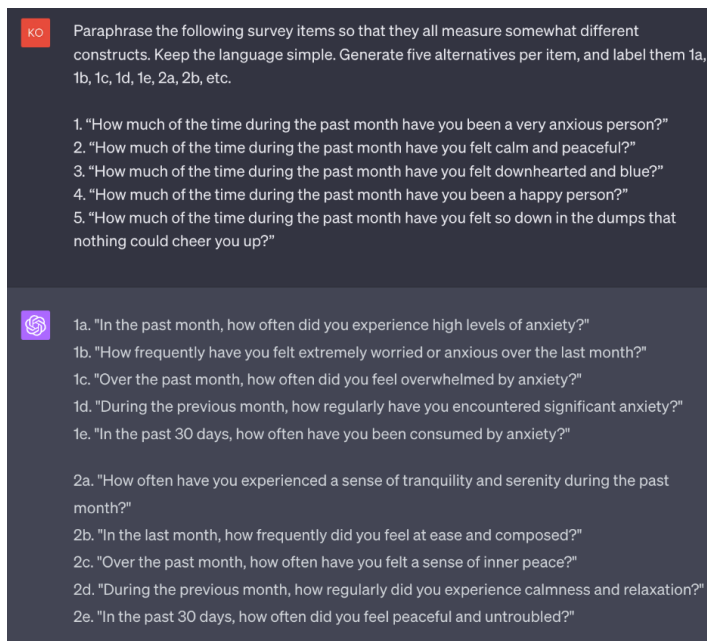 KO
Paraphrase the following survey items so that they all measure somewhat different
constructs. Keep the language simple. Generate five alternatives per item, and label them 1a,
1b, 1c, 1d, 1e, 2a, 2b, etc.
1. “How much of the time during the past month have you been a very anxious person?”
2. “How much of the time during the past month have you felt calm and peaceful?”
3. “How much of the time during the past month have you felt downhearted and blue?”
4. “How much of the time during the past month have you been a happy person?”
5. “How much of the time during the past month have you felt so down in the dumps that
nothing could cheer you up?”
1a. "In the past month, how often did you experience high levels of anxiety?"
1b. "How frequently have you felt extremely worried or anxious over the last month?"
1c. "Over the past month, how often did you feel overwhelmed by anxiety?"
1d. "During the previous month, how regularly have you encountered significant anxiety?"
1e. "In the past 30 days, how often have you been consumed by anxiety?"
2a. "How often have you experienced a sense of tranquility and serenity during the past
month?"
2b. "In the last month, how frequently did you feel at ease and composed?"
2c. "Over the past month, how often have you felt a sense of inner peace?"
2d. "During the previous month, how regularly did you experience calmness and relaxation?"
2e. "In the past 30 days, how often did you feel peaceful and untroubled?"